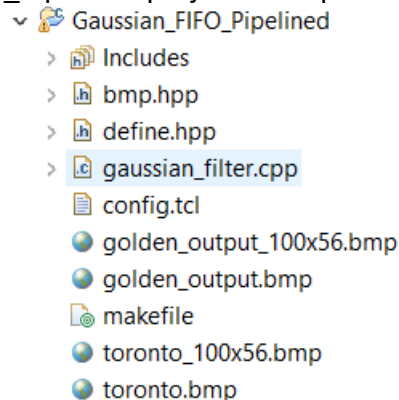 Gaussian_FIFO_Pipelined
Includes
bmp.hpp
define.hpp
gaussian_filter.cpp
config.tcl
golden_output_100x56.bmp
golden_output.bmp
makefile
toronto_100x56.bmp
toronto.bmp